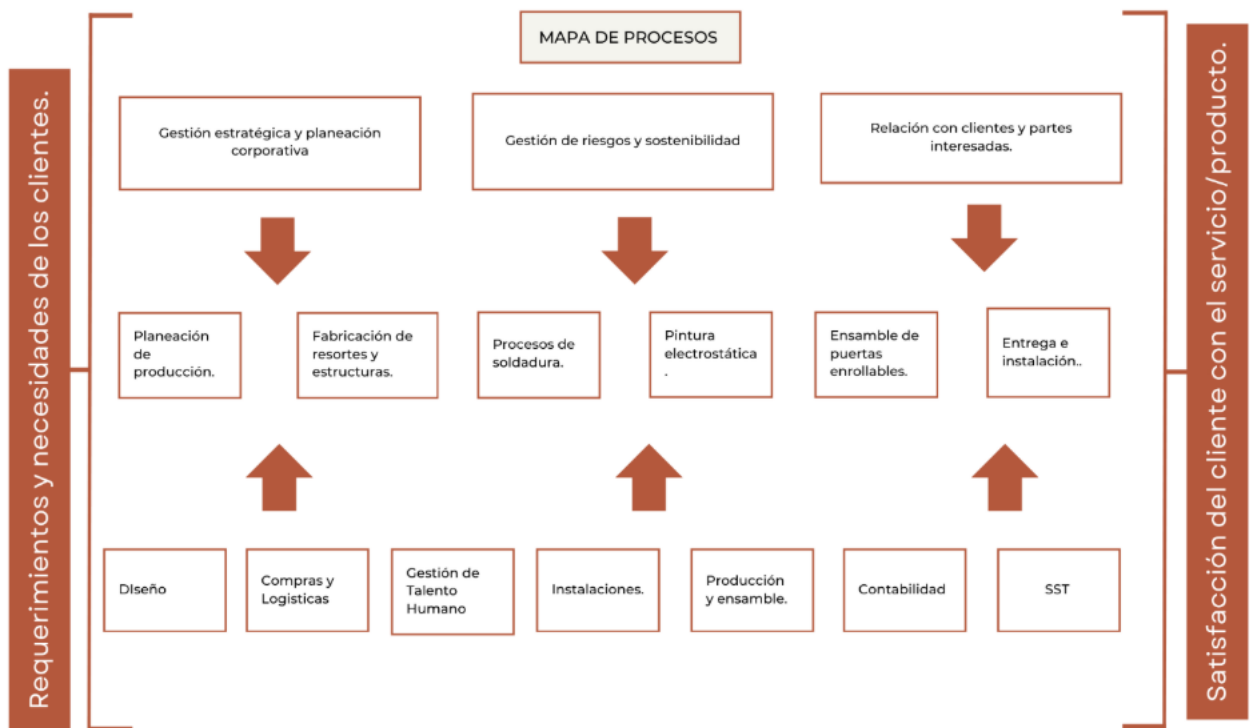 MAPA DE PROCESOS
Requerimientos y necesidades de los clientes.
Gestión estratégica y planeación
corporativa
Gestión de riesgos y sostenibilidad
Relación con clientes y partes
interesadas.
Planeación
de
producción.
Fabricación de
resortes y
estructuras.
Procesos de
soldadura.
Pintura
electrostática
.
Ensamble de
puertas
enrollables.
Entrega e
instalación..
DIseño
Compras y
Logisticas
Gestión de
Talento
Humano
Instalaciones.
Producción
y ensamble.
Contabilidad
SST
Satisfacción del cliente con el servicio/producto.